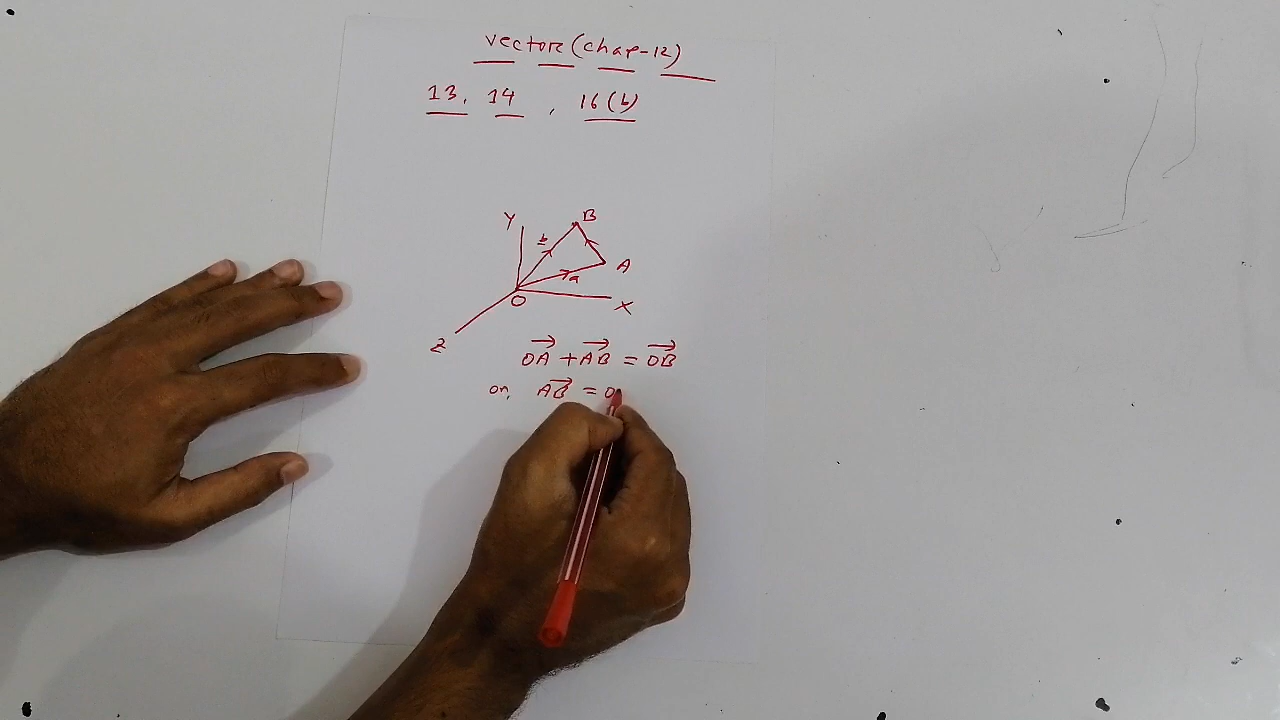 vector (chap-12)
13, 14, 16(b)
Y
B
b
A
a
O
X
Z
OA + AB = OB
or, AB = O